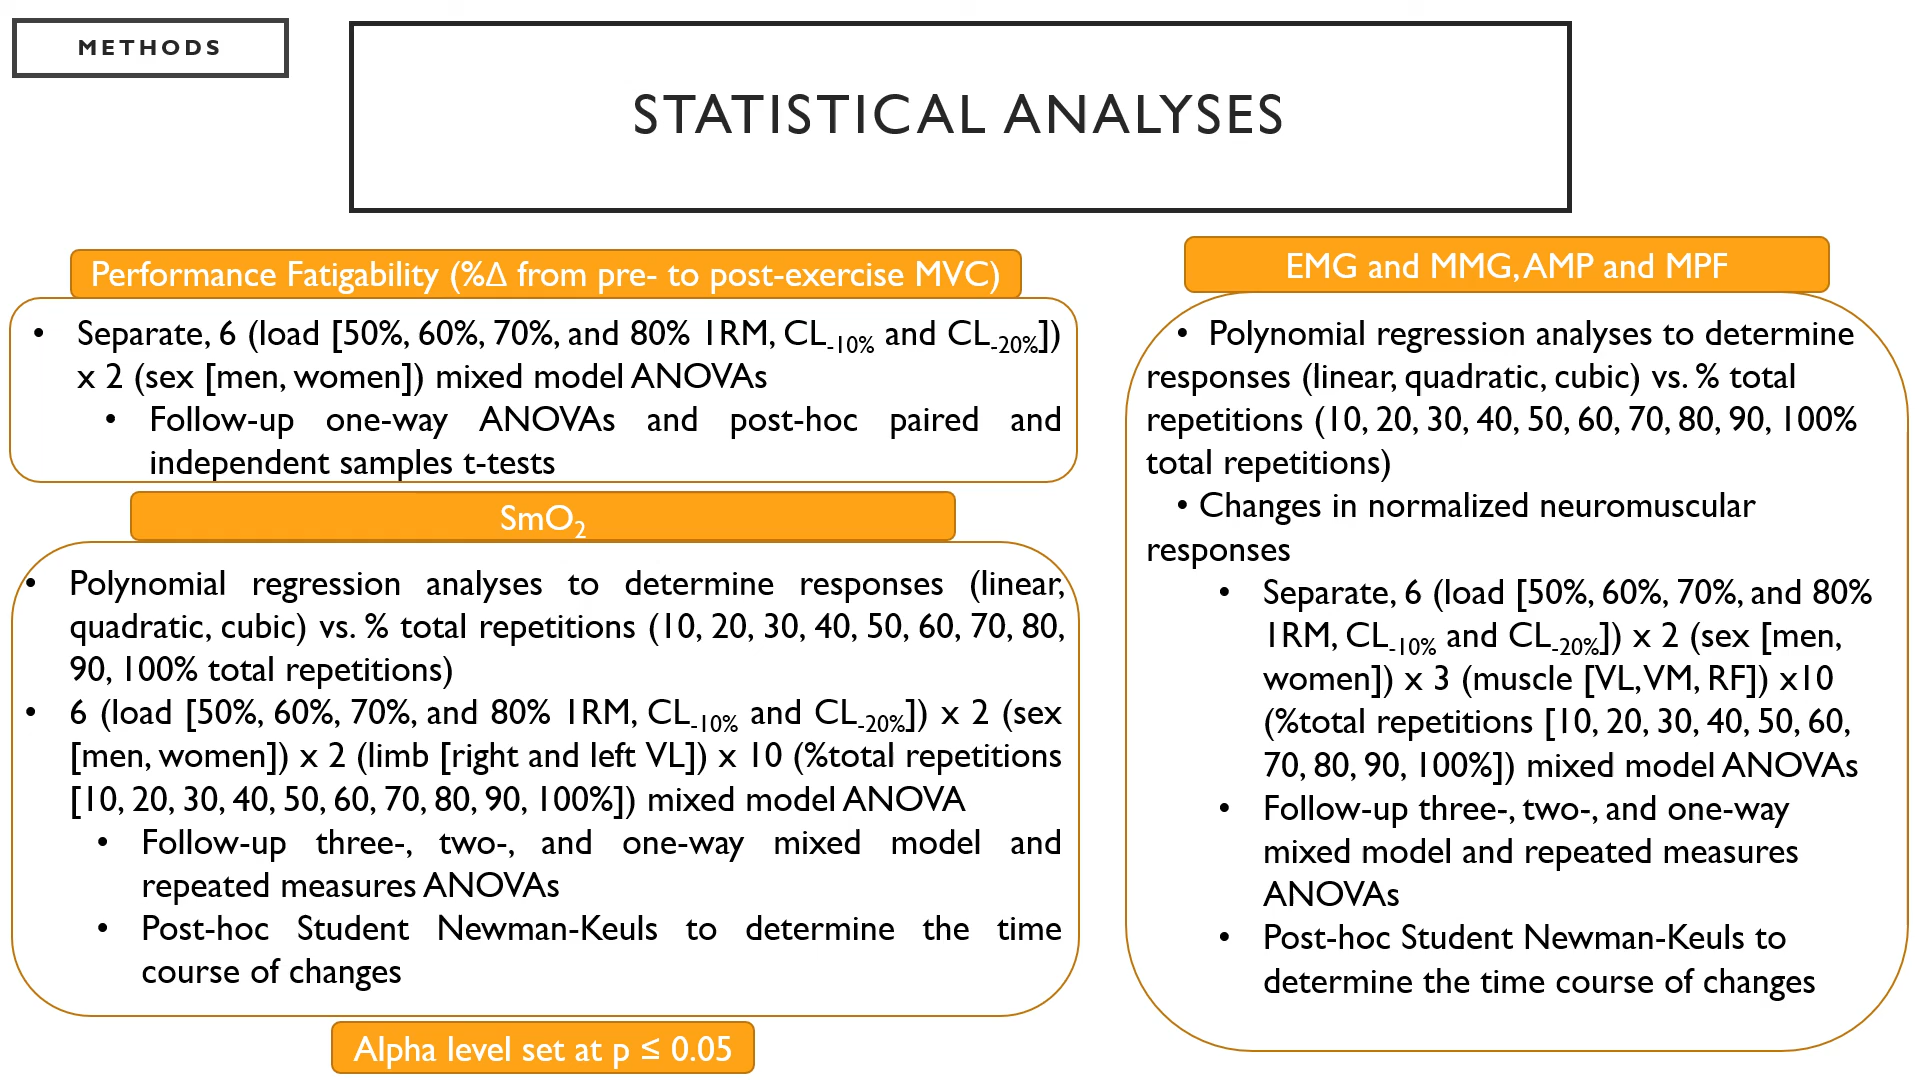 METHODS
STATISTICAL ANALYSES
Performance Fatigability (%Δ from pre- to post-exercise MVC)
• Separate, 6 (load [50%, 60%, 70%, and 80% 1RM, CL-10% and CL-20%])
x 2 (sex [men, women]) mixed model ANOVAs
• Follow-up one-way ANOVAs and post-hoc paired and
independent samples t-tests
SmO2
• Polynomial regression analyses to determine responses (linear,
quadratic, cubic) vs. % total repetitions (10, 20, 30, 40, 50, 60, 70, 80,
90, 100% total repetitions)
• 6 (load [50%, 60%, 70%, and 80% 1RM, CL-10% and CL-20%]) x 2 (sex
[men, women]) x 2 (limb [right and left VL]) x 10 (%total repetitions
[10, 20, 30, 40, 50, 60, 70, 80, 90, 100%]) mixed model ANOVA
• Follow-up three-, two-, and one-way mixed model and
repeated measures ANOVAs
• Post-hoc Student Newman-Keuls to determine the time
course of changes
Alpha level set at p ≤ 0.05
EMG and MMG, AMP and MPF
• Polynomial regression analyses to determine
responses (linear, quadratic, cubic) vs. % total
repetitions (10, 20, 30, 40, 50, 60, 70, 80, 90, 100%
total repetitions)
• Changes in normalized neuromuscular
responses
• Separate, 6 (load [50%, 60%, 70%, and 80%
1RM, CL-10% and CL-20%]) x 2 (sex [men,
women]) x 3 (muscle [VL, VM, RF]) x10
(%total repetitions [10, 20, 30, 40, 50, 60,
70, 80, 90, 100%]) mixed model ANOVAs
• Follow-up three-, two-, and one-way
mixed model and repeated measures
ANOVAs
• Post-hoc Student Newman-Keuls to
determine the time course of changes